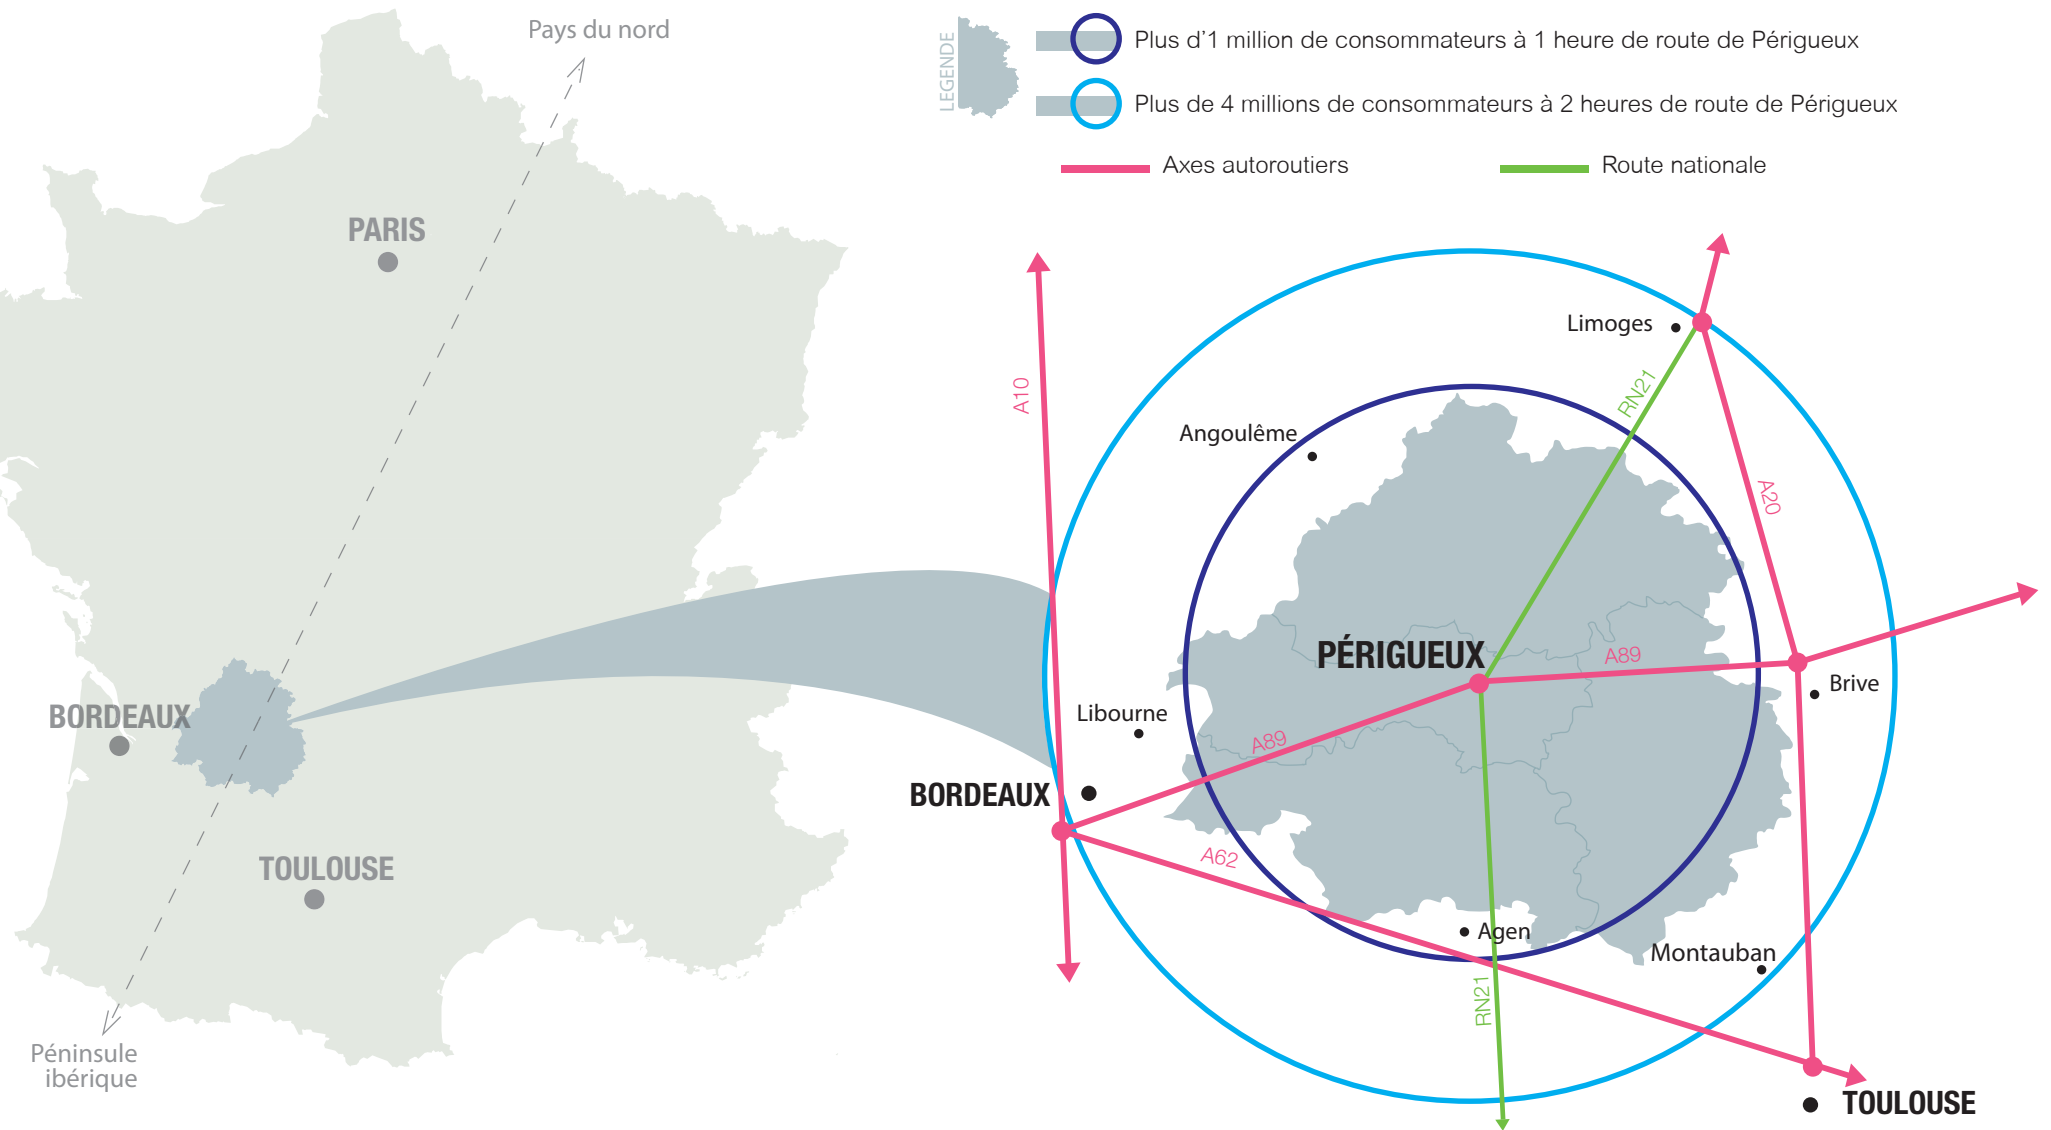 Pays du nord
PARIS
BORDEAUX
TOULOUSE
Péninsule
ibérique
LEGENDE
Plus d'1 million de consommateurs à 1 heure de route de Périgueux
Plus de 4 millions de consommateurs à 2 heures de route de Périgueux
Axes autoroutiers
Route nationale
A10
Limoges
RN21
Angoulême
A20
PÉRIGUEUX
A89
Brive
Libourne
A89
BORDEAUX
A62
Agen
Montauban
RN21
TOULOUSE